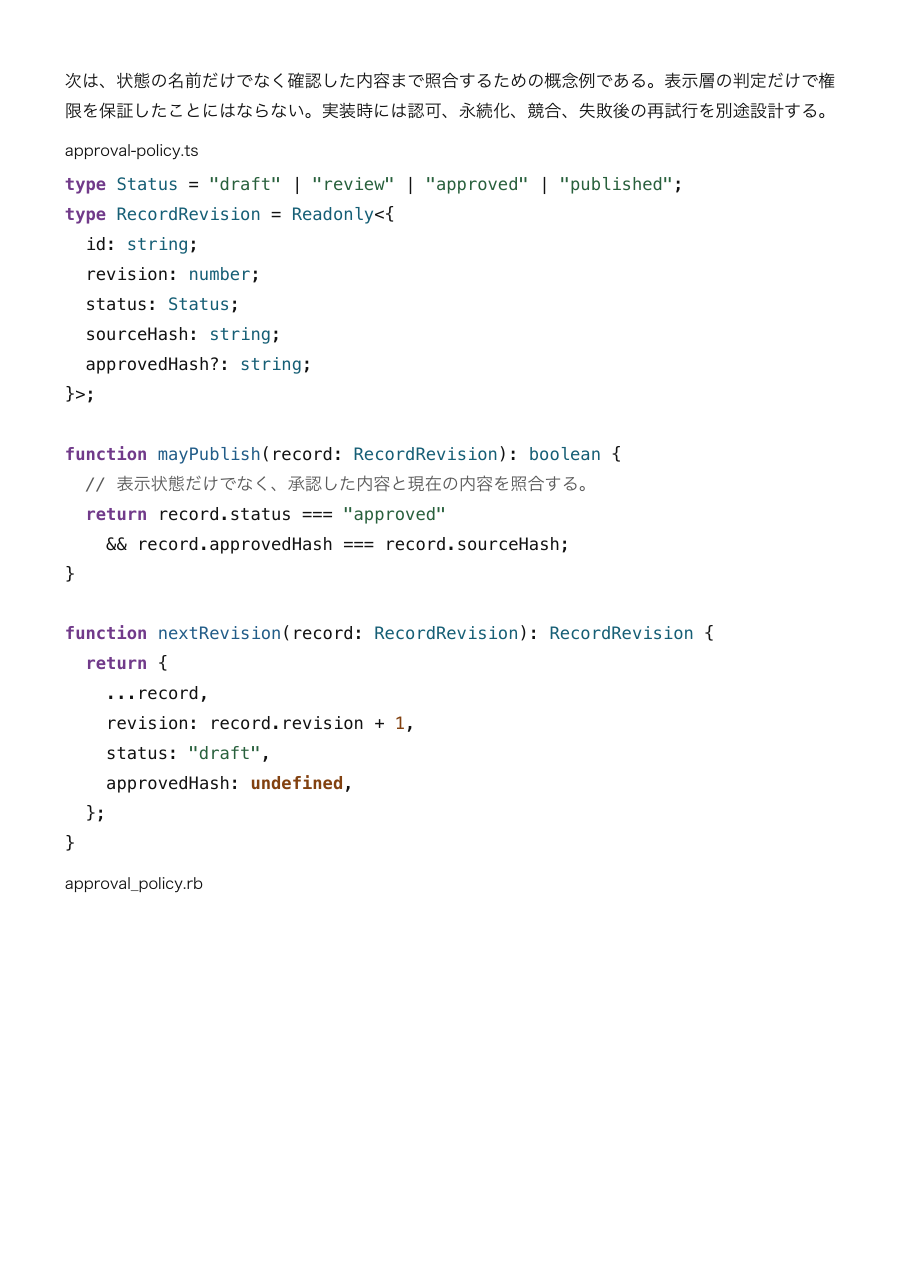 次は、状態の名前だけでなく確認した内容まで照合するための概念例である。表示層の判定だけで権
限を保証したことにはならない。実装時には認可、永続化、競合、失敗後の再試行を別途設計する。
approval-policy.ts
type Status = "draft" | "review" | "approved" | "published";
type RecordRevision = Readonly<{
  id: string;
  revision: number;
  status: Status;
  sourceHash: string;
  approvedHash?: string;
}>;

function mayPublish(record: RecordRevision): boolean {
  // 表示状態だけでなく、承認した内容と現在の内容を照合する。
  return record.status === "approved"
    && record.approvedHash === record.sourceHash;
}

function nextRevision(record: RecordRevision): RecordRevision {
  return {
    ...record,
    revision: record.revision + 1,
    status: "draft",
    approvedHash: undefined,
  };
}
approval_policy.rb